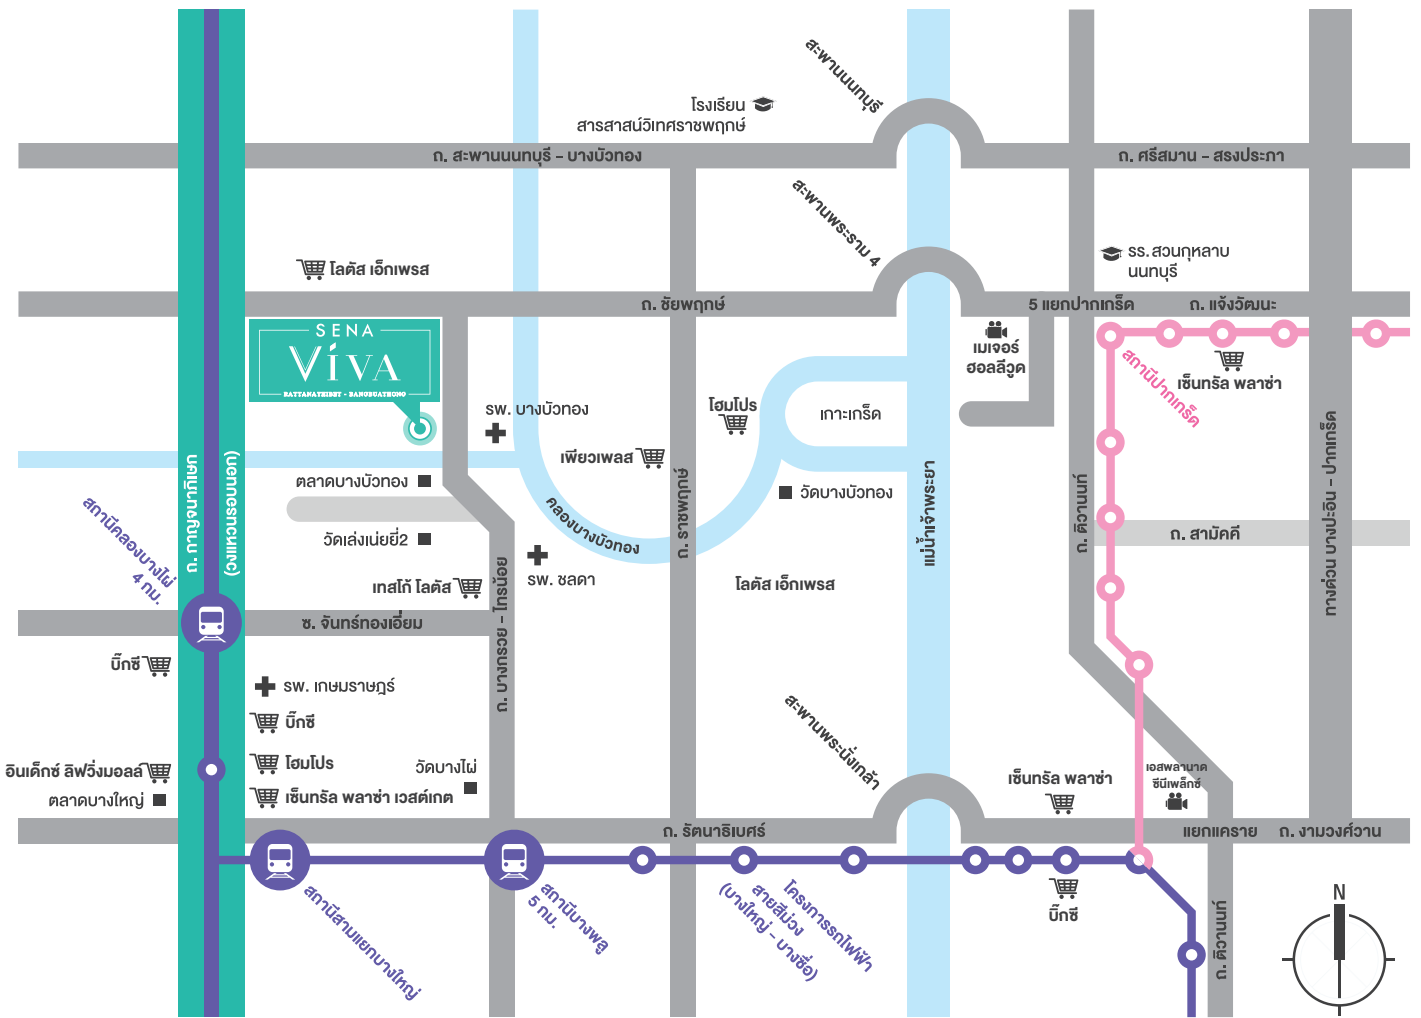 สะพานนนทบุรี
โรงเรียน
สารสาสน์วิเทศราชพฤกษ์
ถ. สะพานนนทบุรี - บางบัวทอง
ถ. ศรีสมาน - สรงประภา
สะพานพระราม 4
รร.สวนกุหลาบ
นนทบุรี
โลตัส เอ็กเพรส
ถ. ชัยพฤกษ์
5 แยกปากเกร็ด
ถ. แจ้งวัฒนะ
SENA
VIVA
RATTANATHIBET - BANGBUATHONG
เมเจอร์
ฮอลลีวูด
สถานีปากเกร็ด
เซ็นทรัล พลาซ่า
รพ. บางบัวทอง
โฮมโปร
เกาะเกร็ด
เพียวเพลส
ถ. กาญจนาภิเษก
(วงแหวนรอบนอก)
ตลาดบางบัวทอง
วัดบางบัวทอง
คลองบางบัวทอง
ถ. ราชพฤกษ์
แม่น้ำเจ้าพระยา
ถ. ติวานนท์
ถ. สามัคคี
ทางด่วน บางปะอิน - ปากเกร็ด
สถานีคลองบางไผ่
4 กม.
วัดเล่งเน่ยยี่2
รพ. ชลดา
เทสโก้ โลตัส
โลตัส เอ็กเพรส
ถ. บางกรวย - ไทรน้อย
ซ. จันทร์ทองเอี่ยม
บิ๊กซี
รพ. เกษมราษฎร์
บิ๊กซี
สะพานพระนั่งเกล้า
อินเด็กซ์ ลิฟวิ่งมอลล์
โฮมโปร
วัดบางไผ่
ตลาดบางใหญ่
เซ็นทรัล พลาซ่า เวสต์เกต
เซ็นทรัล พลาซ่า
เอสพลานาด
ซีนีเพล็กซ์
ถ. รัตนาธิเบศร์
แยกแคราย
ถ. งามวงศ์วาน
สถานีสามแยกบางใหญ่
สถานีบางพลู
5 กม.
โครงการรถไฟฟ้า
สายสีม่วง
(บางใหญ่ - บางซื่อ)
บิ๊กซี
ถ. ติวานนท์
N